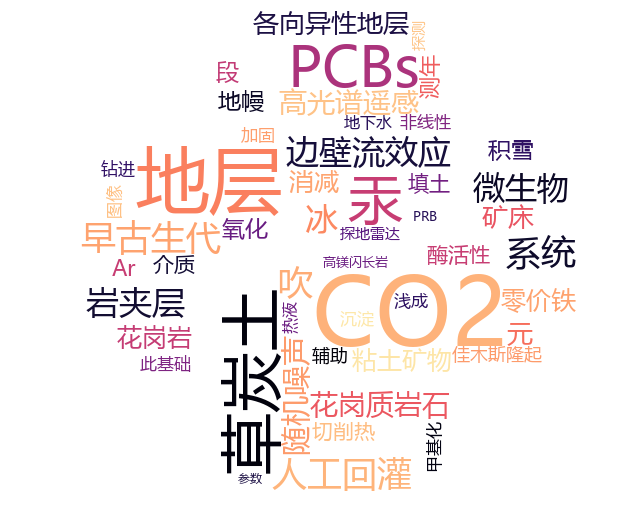 各向异性地层
探测
PCBs
段
测年
地幔
高光谱遥感
地下水
非线性
加固
边壁流效应
积雪
钻进
地层
消减
汞
填土
微生物
图像
冰
PRB
矿床
早古生代
氧化
探地雷达
酶活性
系统
Ar
介质
高镁闪长岩
吹
CO2
浅成
零价铁
岩夹层
热液
沉淀
元
花岗岩
草炭土
随机噪声
辅助
粘土矿物
佳木斯隆起
此基础
花岗质岩石
切削热
甲基化
人工回灌
参数